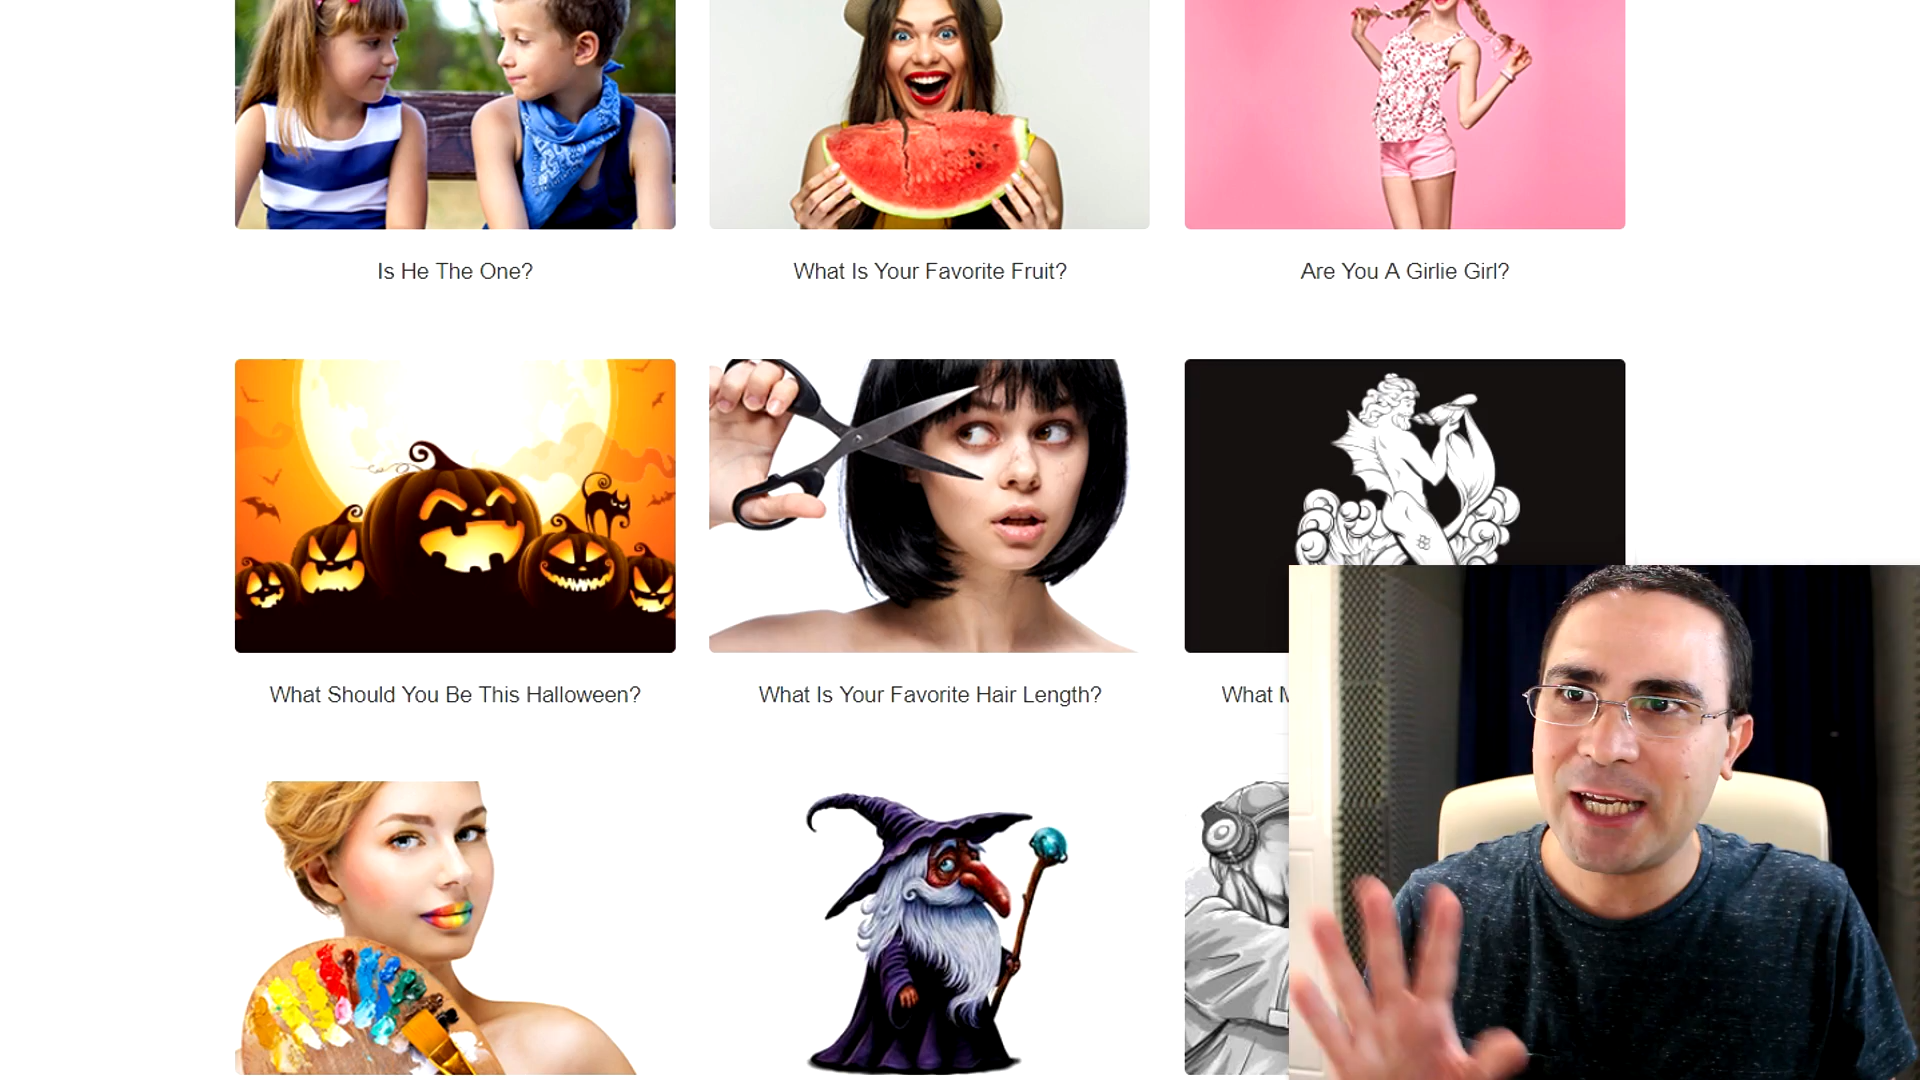 Is He The One?
What Is Your Favorite Fruit?
Are You A Girlie Girl?
What Should You Be This Halloween?
What Is Your Favorite Hair Length?
What